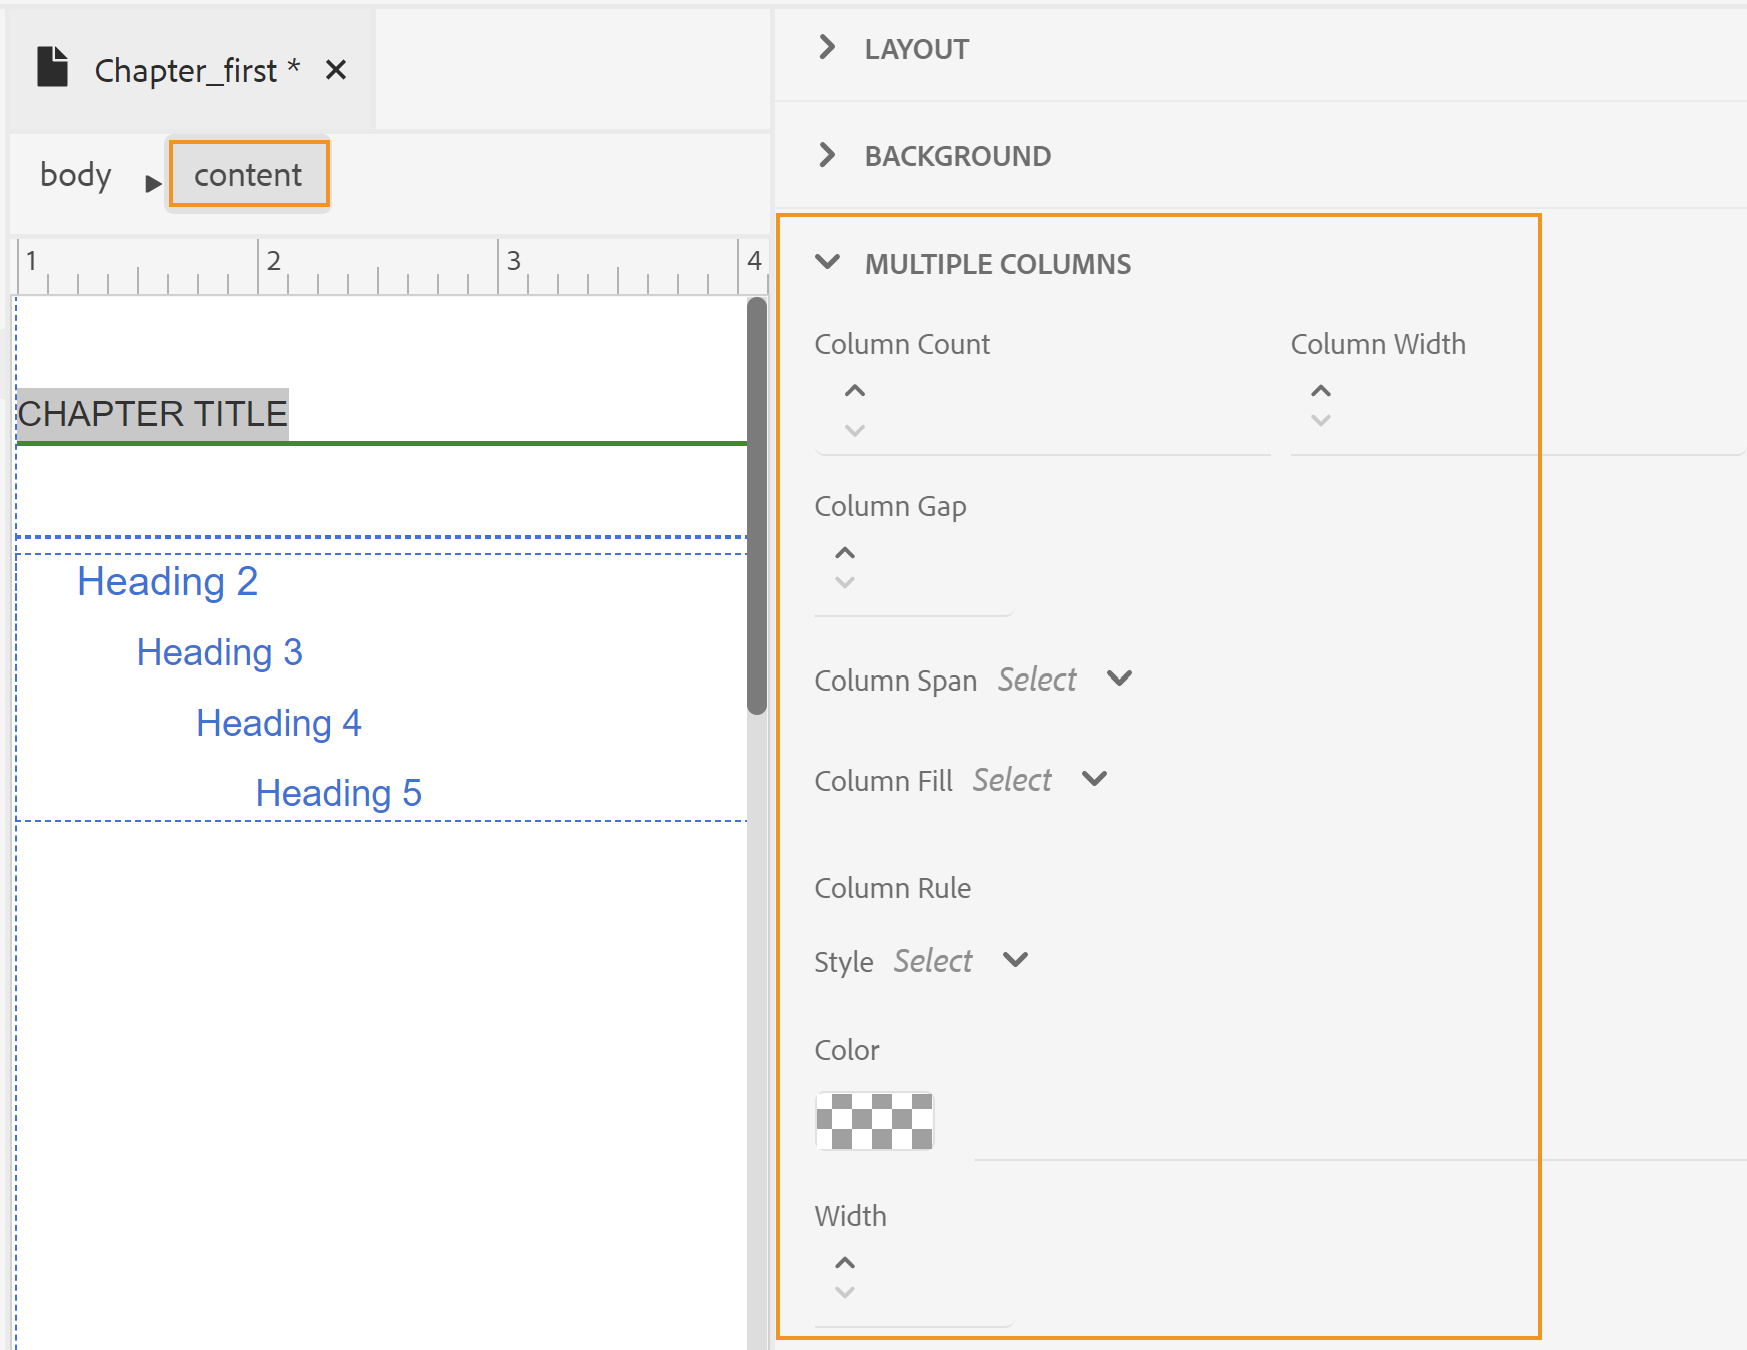 Chapter_first *
body
content
1 2 3 4
CHAPTER TITLE
Heading 2
Heading 3
Heading 4
Heading 5
LAYOUT
BACKGROUND
MULTIPLE COLUMNS
Column Count Column Width
Column Gap
Column Span Select
Column Fill Select
Column Rule
Style Select
Color
Width